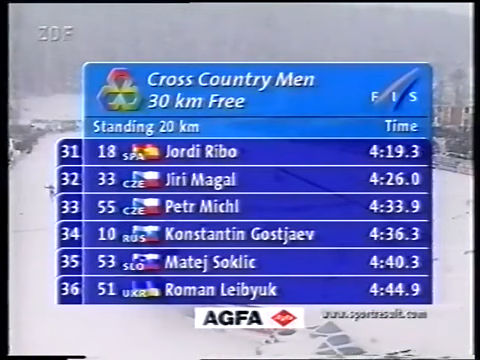 ZDF
Cross Country Men
30 km Free
F I S
Standing 20 km Time
31 18 SPA Jordi Ribo 4:19.3
32 33 CZE Jiri Magal 4:26.0
33 55 CZE Petr Michl 4:33.9
34 10 RUS Konstantin Gostjaev 4:36.3
35 53 SLO Matej Soklic 4:40.3
36 51 UKR Roman Leibyuk 4:44.9
AGFA www.sportresult.com